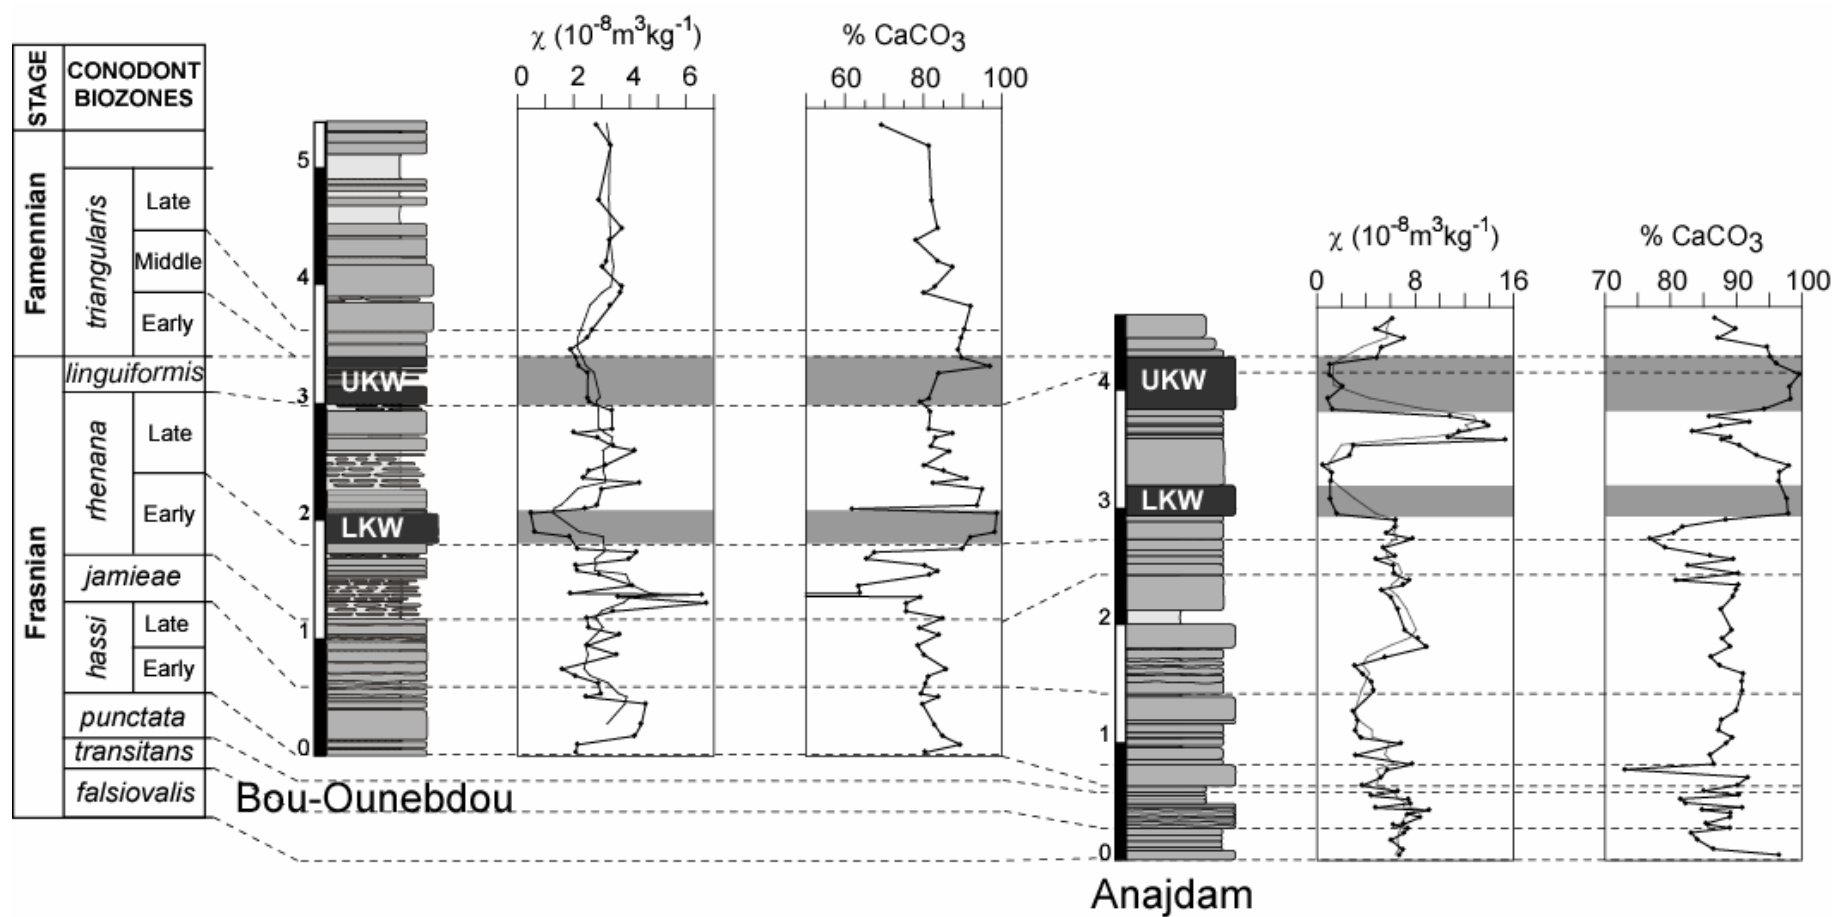 STAGE
CONODONT
BIOZONES
Famennian
triangularis
Late
Middle
Early
Frasnian
linguiformis
rhenana
Late
Early
jamieae
hassi
Late
Early
punctata
transitans
falsiovalis
5
4
3
2
1
0
UKW
LKW
Bou-Ounebdou
χ (10⁻⁸m³kg⁻¹)
0 2 4 6
% CaCO₃
60 80 100
4
3
2
1
0
UKW
LKW
Anajdam
χ (10⁻⁸m³kg⁻¹)
0 8 16
% CaCO₃
70 80 90 100